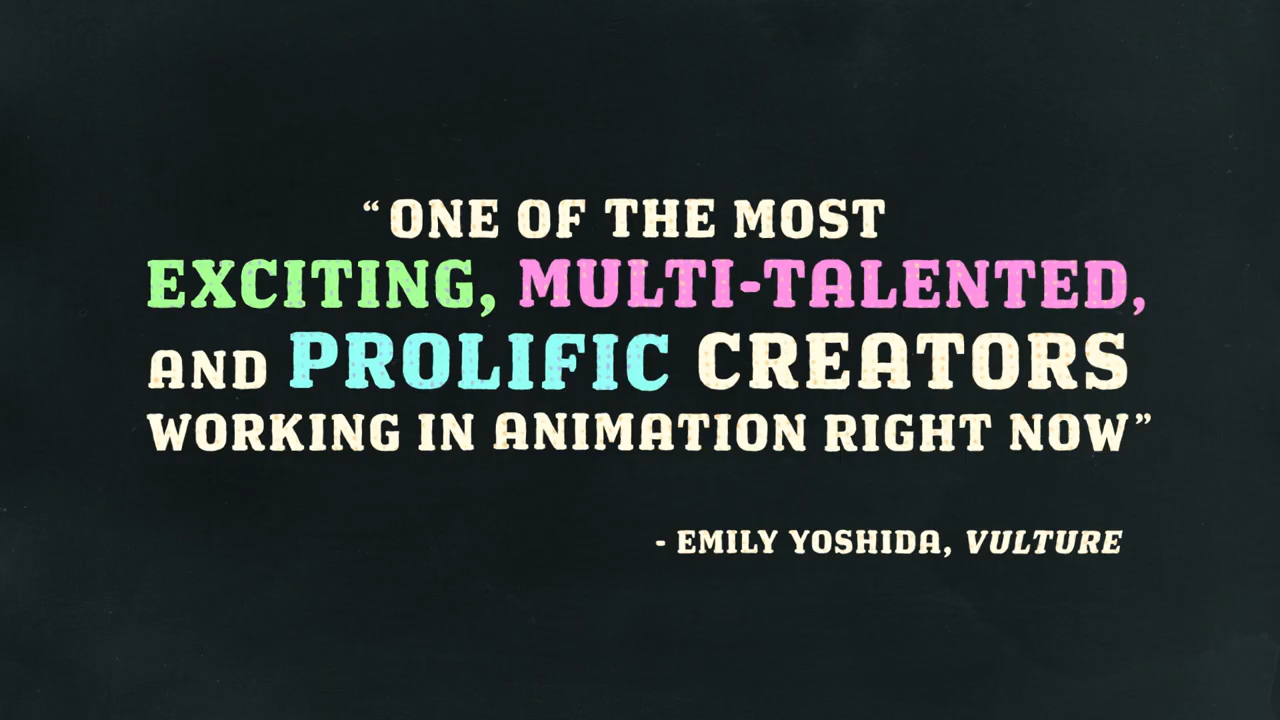 “ONE OF THE MOST
EXCITING, MULTI-TALENTED,
AND PROLIFIC CREATORS
WORKING IN ANIMATION RIGHT NOW”
- EMILY YOSHIDA, VULTURE